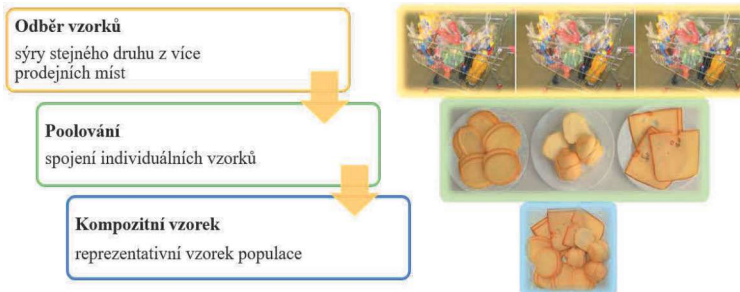 Odběr vzorků
sýry stejného druhu z více
prodejních míst
Poolování
spojení individuálních vzorků
Kompozitní vzorek
reprezentativní vzorek populace